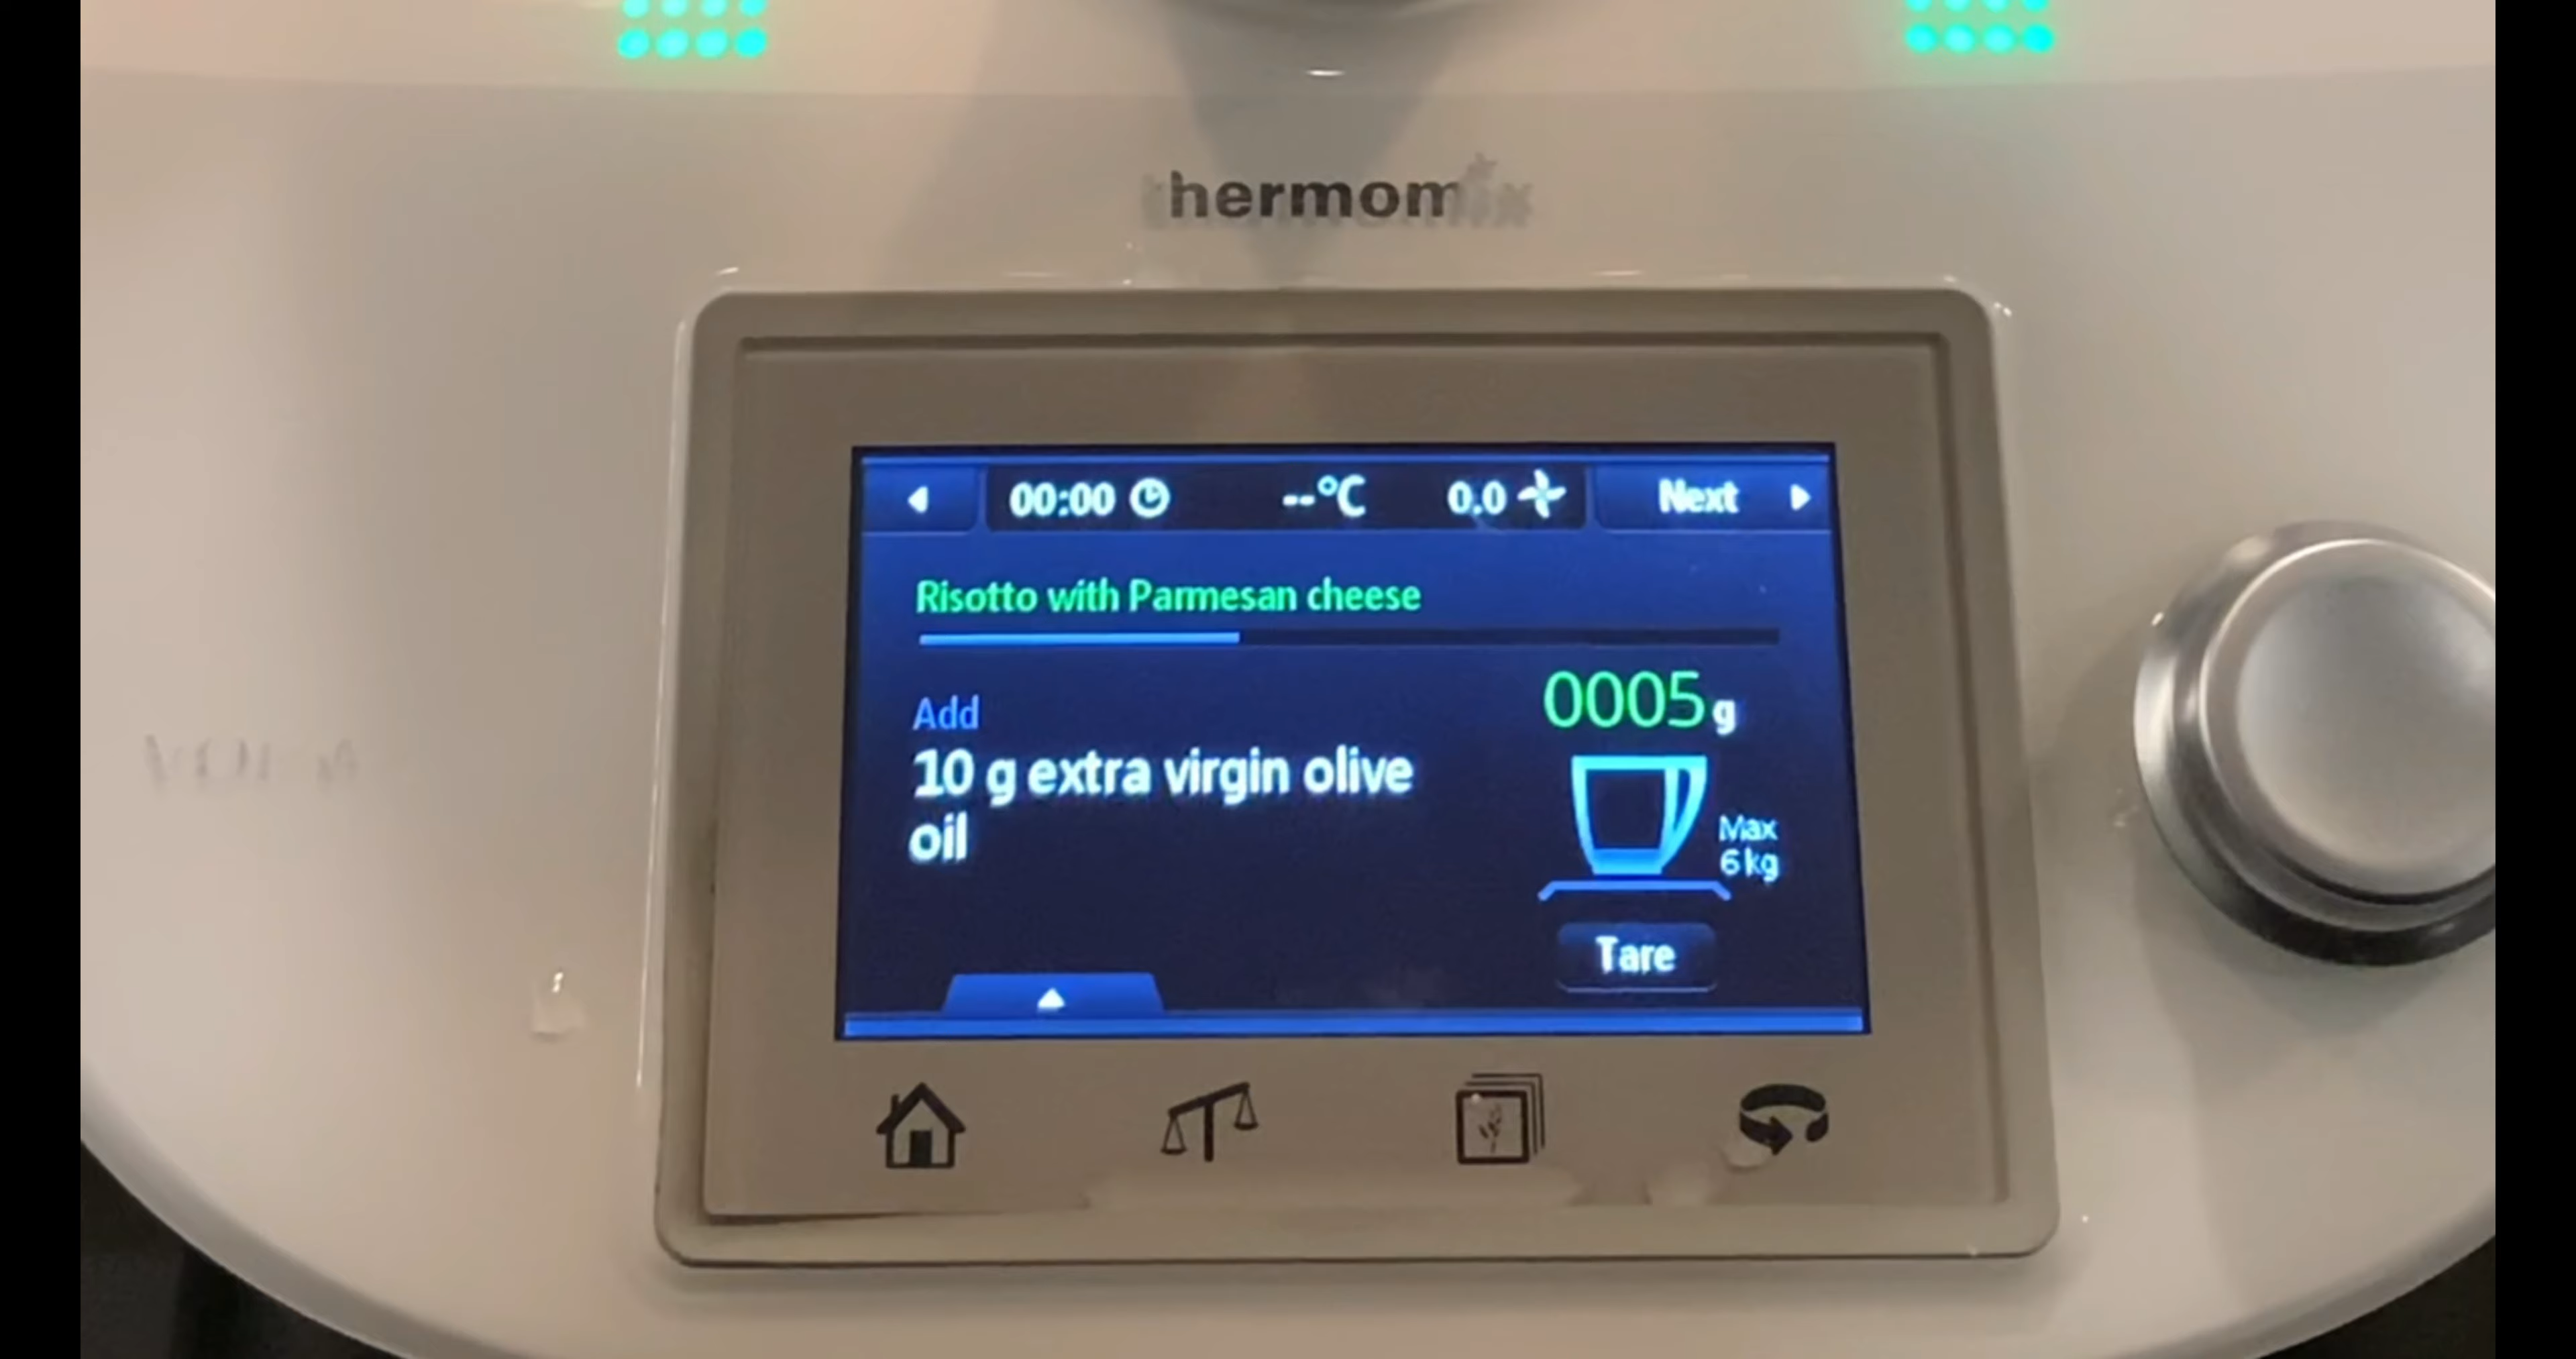 thermomix
00:00 --°C 0.0 Next
Risotto with Parmesan cheese
0005 g
Add
10 g extra virgin olive
oil
Max
6 kg
Tare